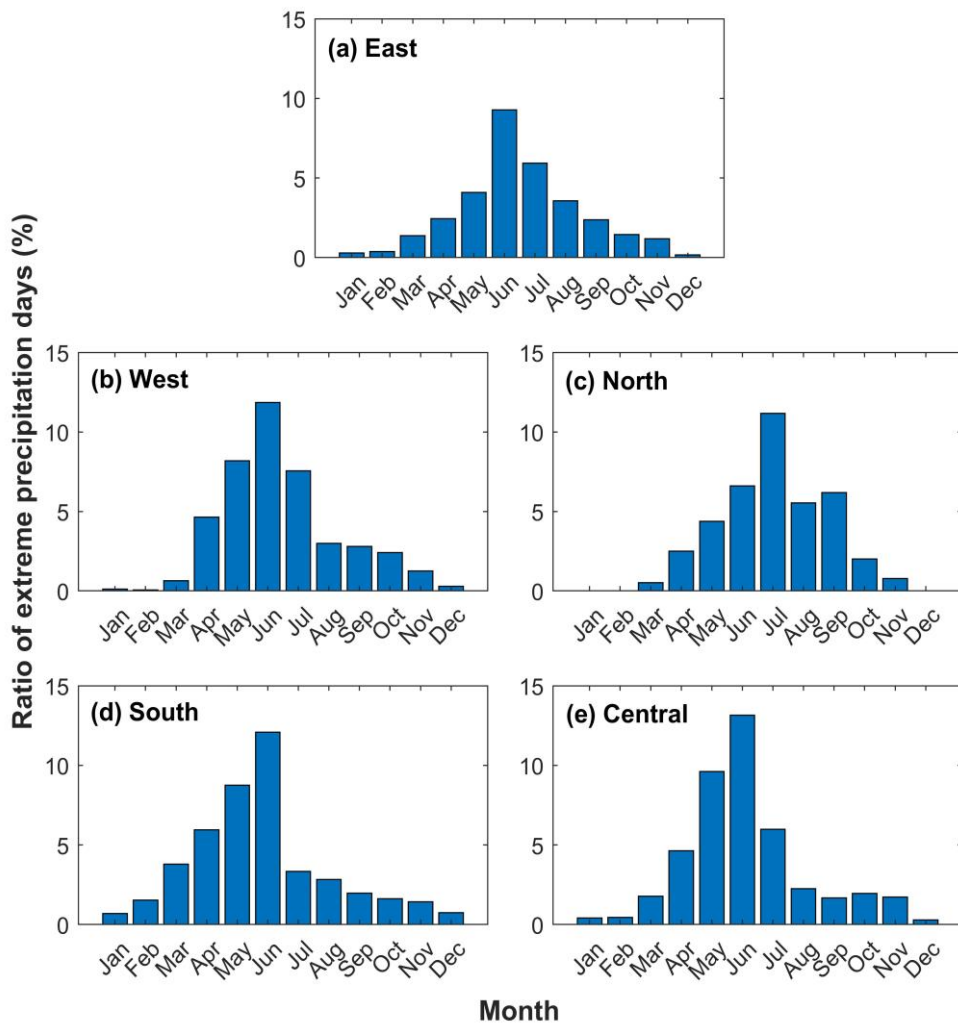 (a) East
15
10
5
0
Jan Feb Mar Apr May Jun Jul Aug Sep Oct Nov Dec
Ratio of extreme precipitation days (%)
(b) West
15
10
5
0
Jan Feb Mar Apr May Jun Jul Aug Sep Oct Nov Dec
(c) North
15
10
5
0
Jan Feb Mar Apr May Jun Jul Aug Sep Oct Nov Dec
(d) South
15
10
5
0
Jan Feb Mar Apr May Jun Jul Aug Sep Oct Nov Dec
(e) Central
15
10
5
0
Jan Feb Mar Apr May Jun Jul Aug Sep Oct Nov Dec
Month